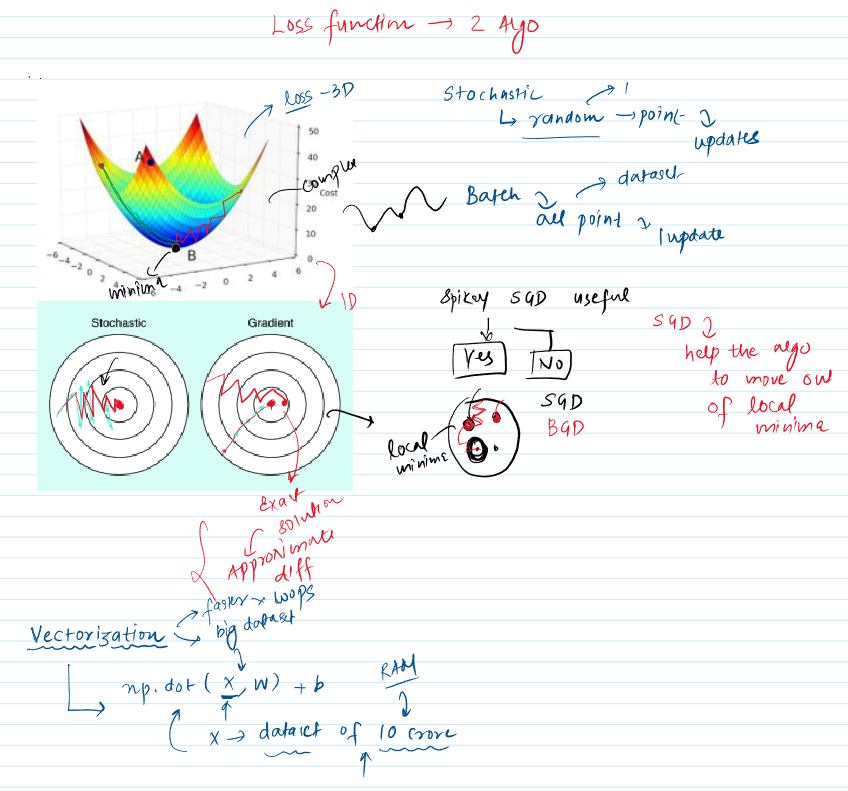 Loss function → 2 Algo
loss - 3D
50
40
30
20
10
0
Cost
complex
A
B
minima
-6 -4 -2 0 2 4
-4 -2 0 2 4 6
1D
Stochastic
1
↳ random → point
updates
Batch
dataset
all point
1 update
Stochastic
Gradient
Spikey SGD useful
Yes
No
SGD
BGD
local
minima
SGD
help the algo
to move out
of local
minima
Exact
solution
Approximate
diff
Vectorization
faster x loops
big dataset
np.dot ( x, w) + b
RAM
x → dataset of 10 crore